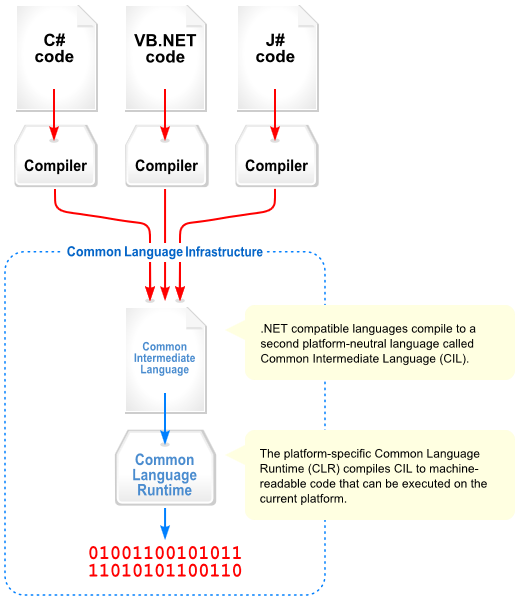 C#
code
VB.NET
code
J#
code
Compiler
Compiler
Compiler
Common Language Infrastructure
Common
Intermediate
Language
.NET compatible languages compile to a
second platform-neutral language called
Common Intermediate Language (CIL).
Common
Language
Runtime
The platform-specific Common Language
Runtime (CLR) compiles CIL to machine-
readable code that can be executed on the
current platform.
01001100101011
11010101100110